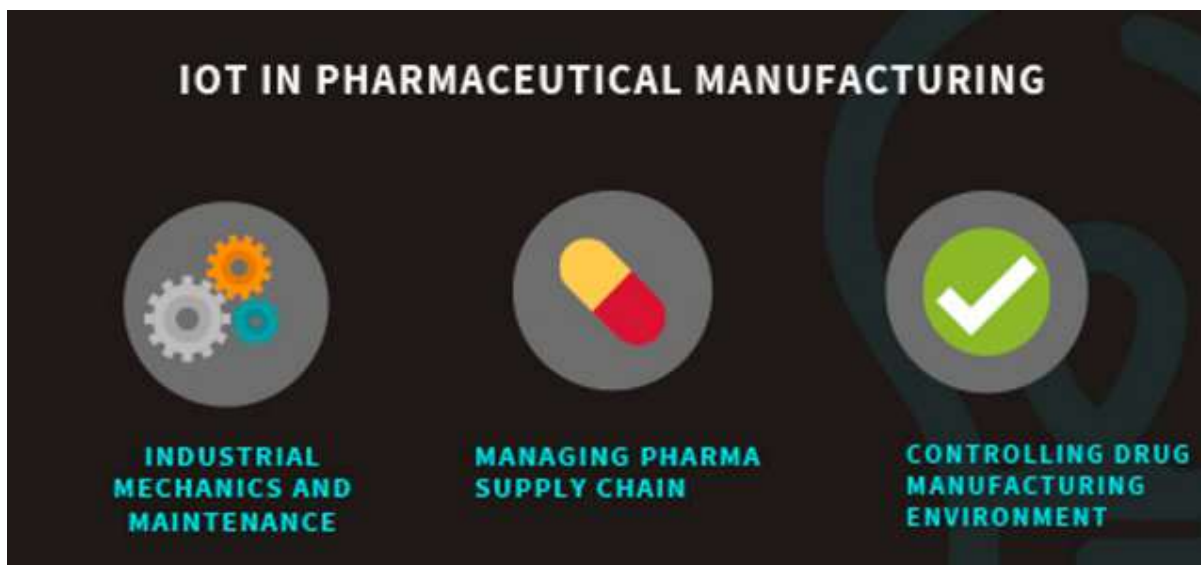 IOT IN PHARMACEUTICAL MANUFACTURING
INDUSTRIAL
MECHANICS AND
MAINTENANCE
MANAGING PHARMA
SUPPLY CHAIN
CONTROLLING DRUG
MANUFACTURING
ENVIRONMENT